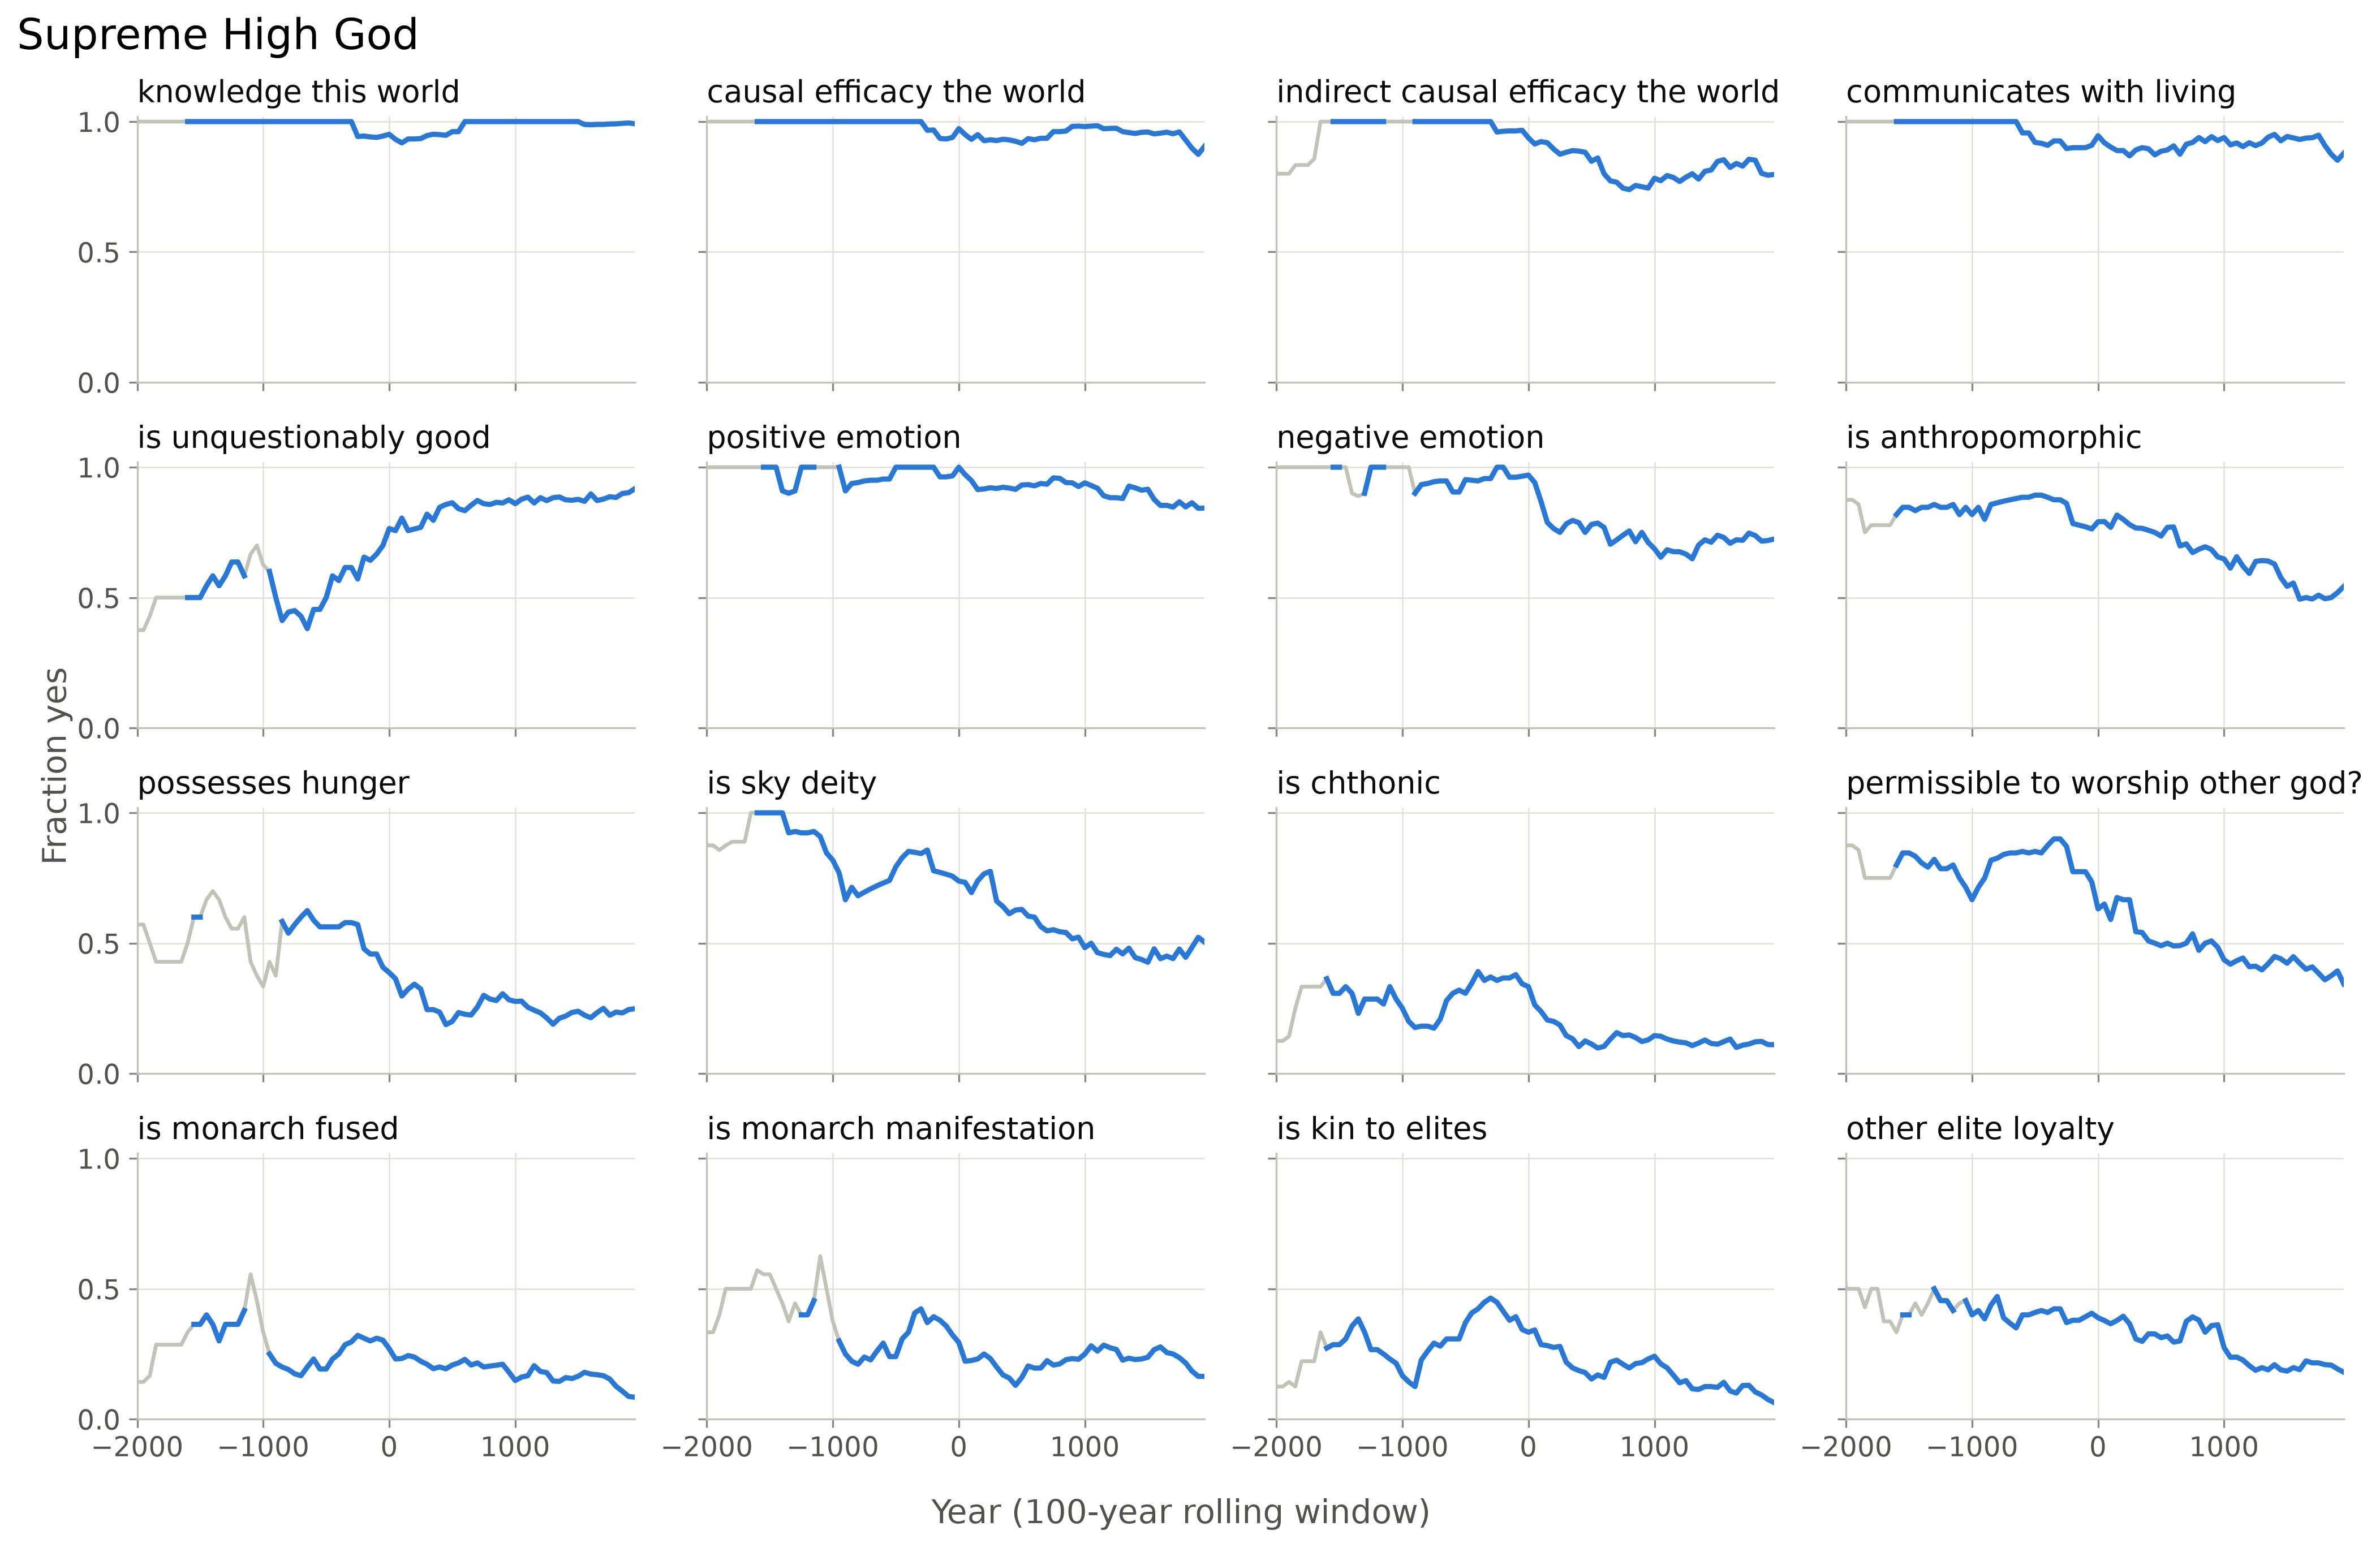 Supreme High God
knowledge this world
causal efficacy the world
indirect causal efficacy the world
communicates with living
1.0
0.5
0.0
is unquestionably good
positive emotion
negative emotion
is anthropomorphic
1.0
0.5
0.0
Fraction yes
possesses hunger
is sky deity
is chthonic
permissible to worship other god?
1.0
0.5
0.0
is monarch fused
is monarch manifestation
is kin to elites
other elite loyalty
1.0
0.5
0.0
−2000 −1000 0 1000
−2000 −1000 0 1000
−2000 −1000 0 1000
−2000 −1000 0 1000
Year (100-year rolling window)